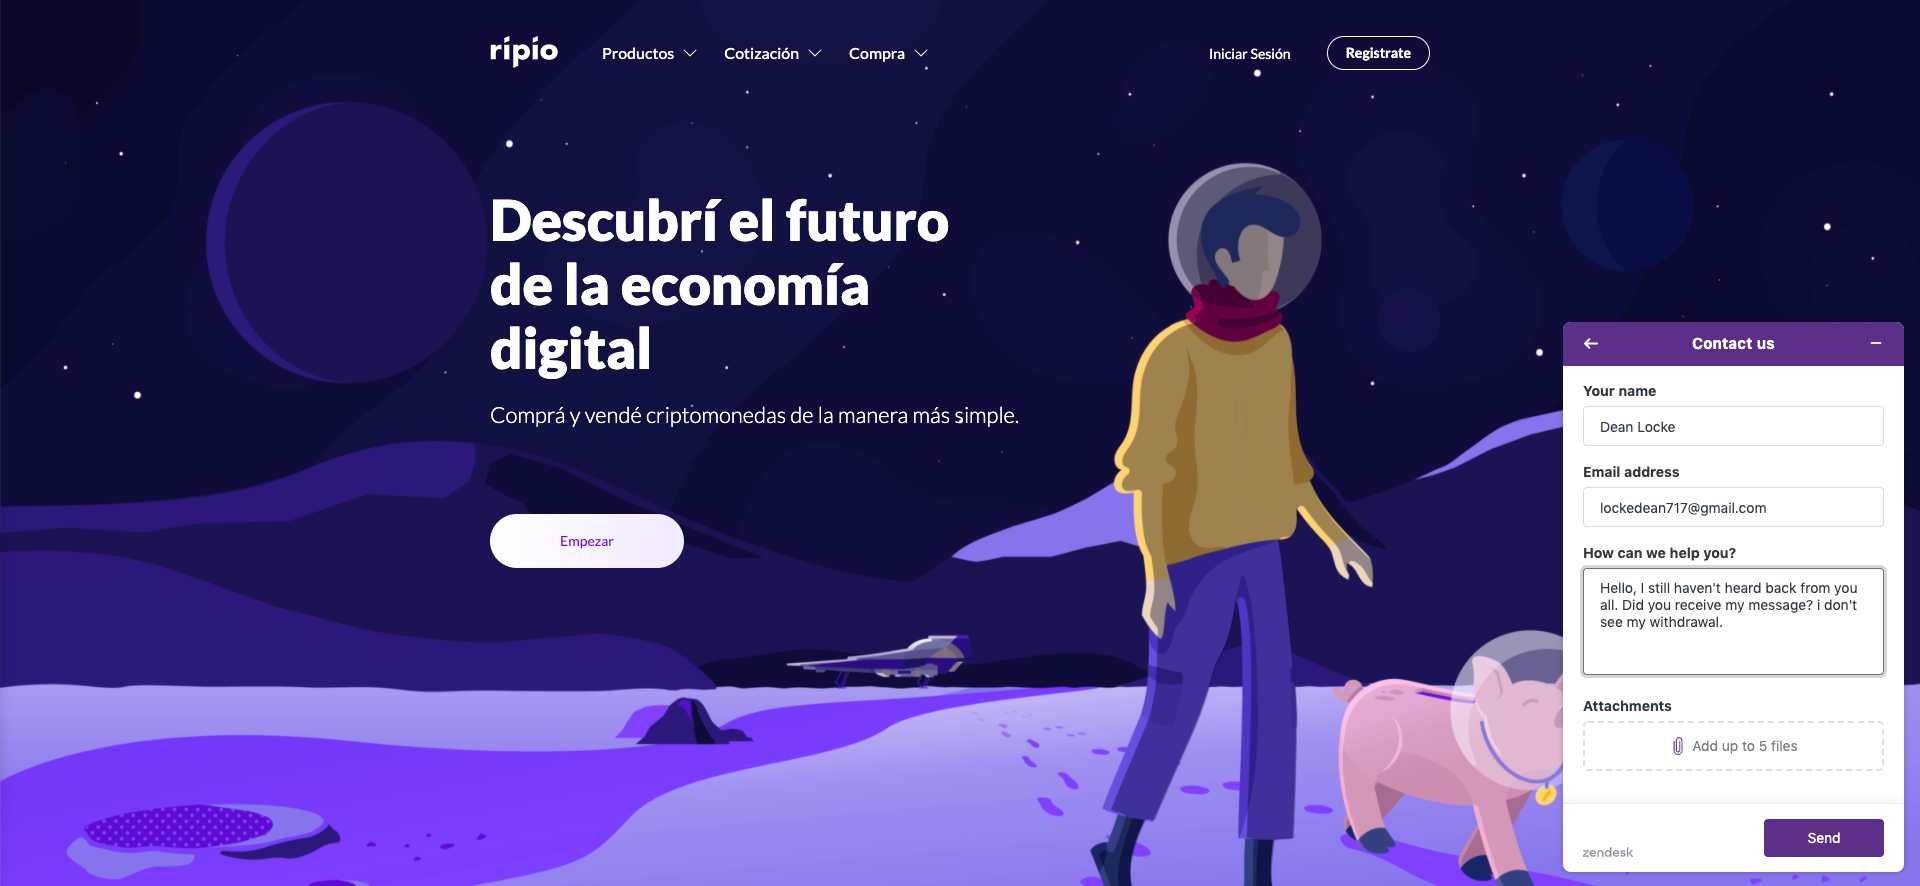 ripio
Productos
Cotización
Compra
Iniciar Sesión
Registrate
Descubrí el futuro
de la economía
digital
Comprá y vendé criptomonedas de la manera más simple.
Empezar
Contact us
Your name
Dean Locke
Email address
lockedean717@gmail.com
How can we help you?
Hello, I still haven't heard back from you
all. Did you receive my message? i don't
see my withdrawal.
Attachments
Add up to 5 files
Send
zendesk